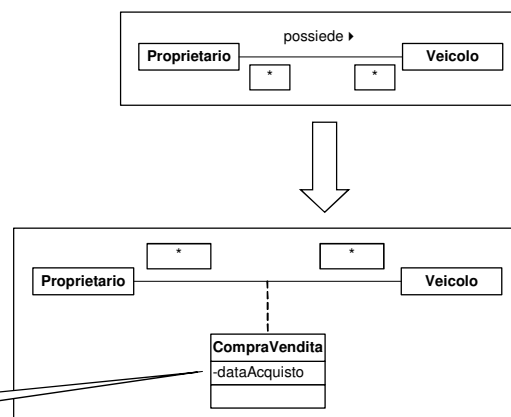 possiede ▸
Proprietario Veicolo
* *
* *
Proprietario Veicolo
CompraVendita
-dataAcquisto